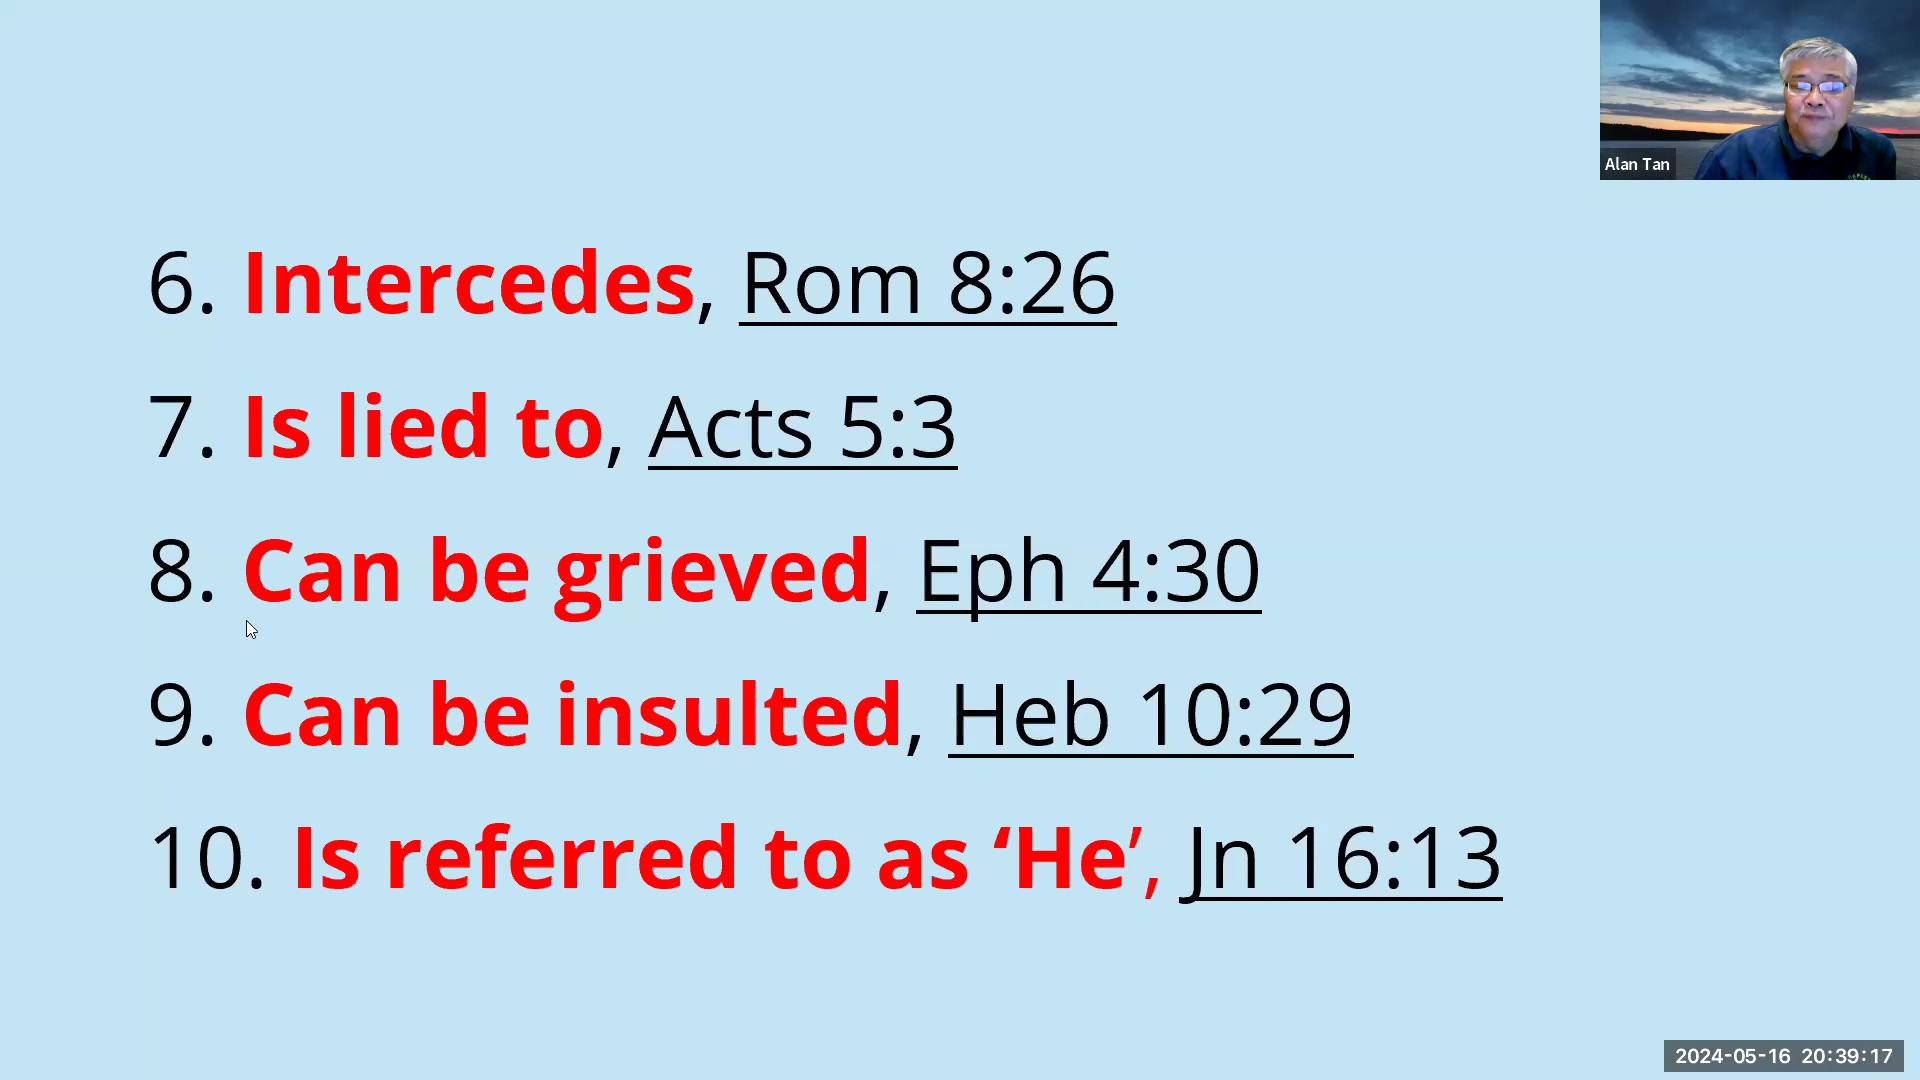 Alan Tan
6. Intercedes, Rom 8:26
7. Is lied to, Acts 5:3
8. Can be grieved, Eph 4:30
9. Can be insulted, Heb 10:29
10. Is referred to as ‘He’, Jn 16:13
2024-05-16 20:39:17